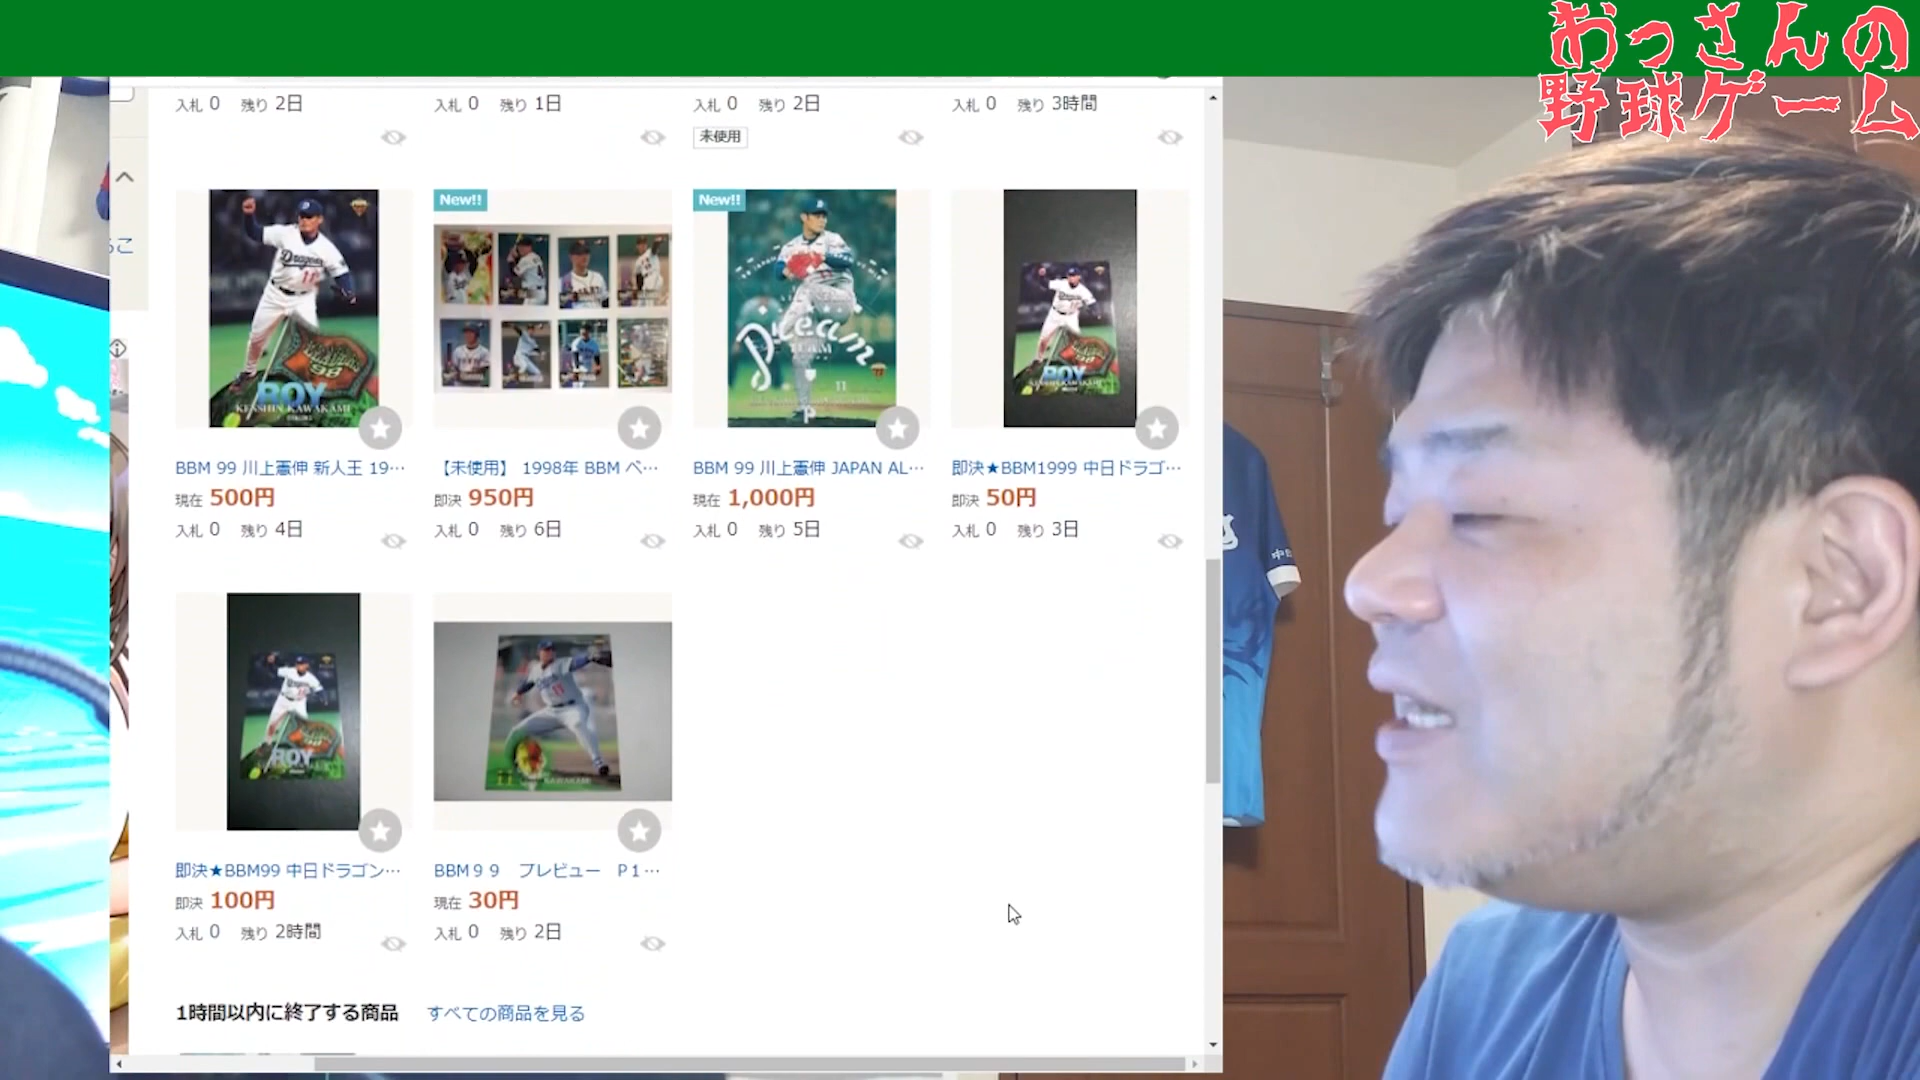 おっさんの
野球ゲーム
入札 0 残り 2日
入札 0 残り 1日
入札 0 残り 2日
入札 0 残り 3時間
未使用
New!!
New!!
Dragons
ROY
KENSHIN KAWAKAMI
Dream
TEAM
11
P
ROY
BBM 99 川上憲伸 新人王 19…
【未使用】 1998年 BBM ベ…
BBM 99 川上憲伸 JAPAN AL…
即決★BBM1999 中日ドラゴ…
現在 500円
即決 950円
現在 1,000円
即決 50円
入札 0 残り 4日
入札 0 残り 6日
入札 0 残り 5日
入札 0 残り 3日
ROY
11
即決★BBM99 中日ドラゴン…
BBM９９ プレビュー P１…
即決 100円
現在 30円
入札 0 残り 2時間
入札 0 残り 2日
1時間以内に終了する商品 すべての商品を見る